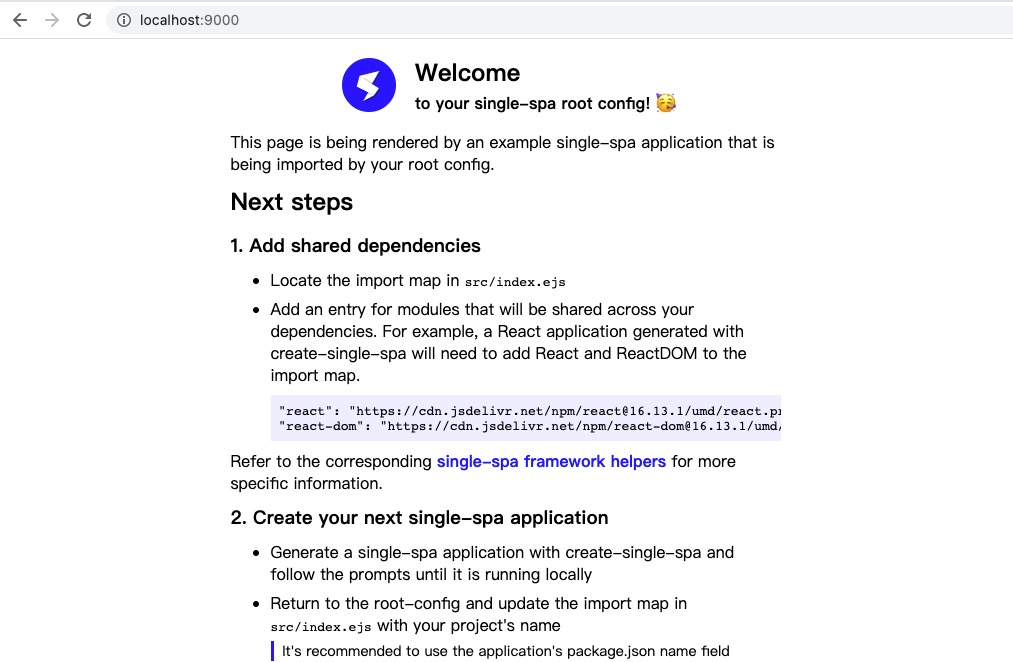 localhost:9000
Welcome
to your single-spa root config! 🥳
This page is being rendered by an example single-spa application that is
being imported by your root config.
Next steps
1. Add shared dependencies
• Locate the import map in src/index.ejs
• Add an entry for modules that will be shared across your
dependencies. For example, a React application generated with
create-single-spa will need to add React and ReactDOM to the
import map.
"react": "https://cdn.jsdelivr.net/npm/react@16.13.1/umd/react.pr
"react-dom": "https://cdn.jsdelivr.net/npm/react-dom@16.13.1/umd/
Refer to the corresponding single-spa framework helpers for more
specific information.
2. Create your next single-spa application
• Generate a single-spa application with create-single-spa and
follow the prompts until it is running locally
• Return to the root-config and update the import map in
src/index.ejs with your project's name
It's recommended to use the application's package.json name field